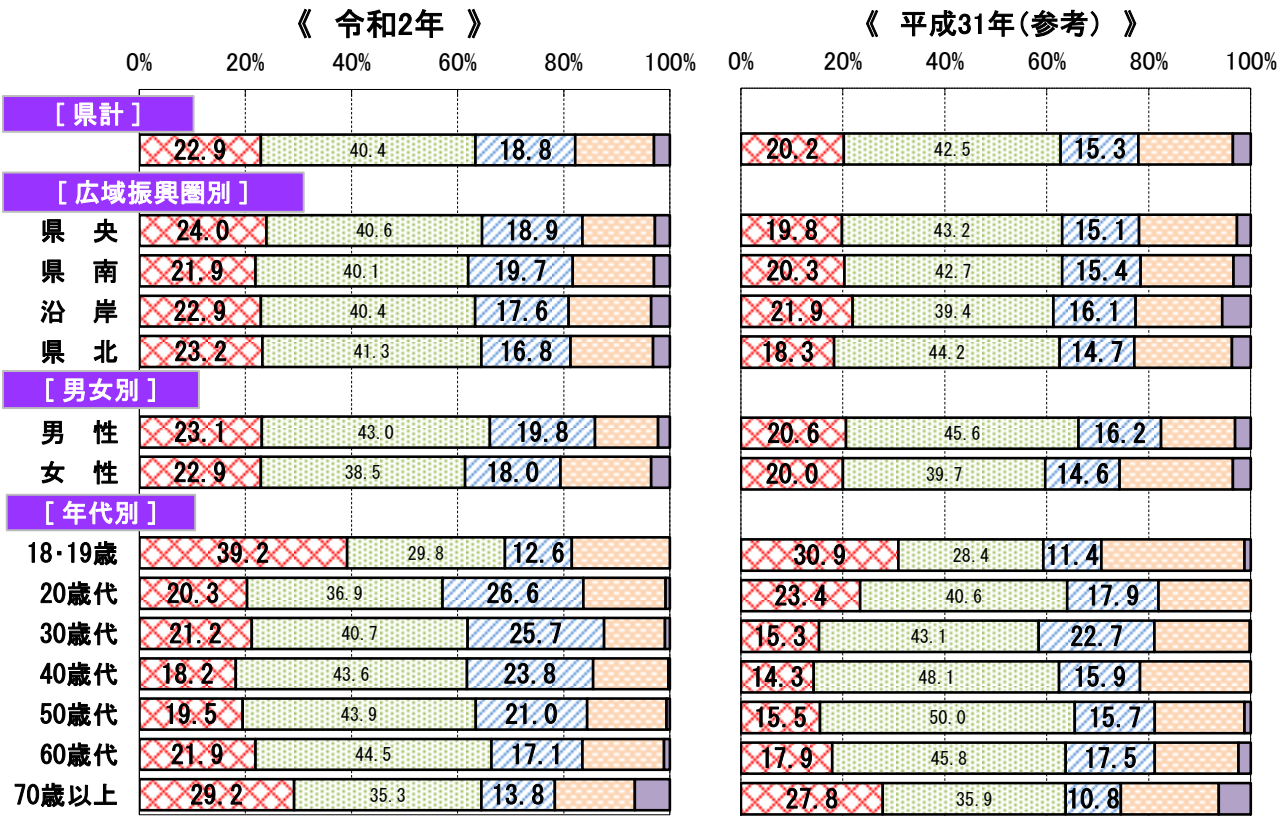 《 令和2年 》 《 平成31年(参考) 》
0% 20% 40% 60% 80% 100% 0% 20% 40% 60% 80% 100%
[ 県計 ]
22.9 40.4 18.8 20.2 42.5 15.3
[ 広域振興圏別 ]
県 央 24.0 40.6 18.9 19.8 43.2 15.1
県 南 21.9 40.1 19.7 20.3 42.7 15.4
沿 岸 22.9 40.4 17.6 21.9 39.4 16.1
県 北 23.2 41.3 16.8 18.3 44.2 14.7
[ 男女別 ]
男 性 23.1 43.0 19.8 20.6 45.6 16.2
女 性 22.9 38.5 18.0 20.0 39.7 14.6
[ 年代別 ]
18・19歳 39.2 29.8 12.6 30.9 28.4 11.4
20歳代 20.3 36.9 26.6 23.4 40.6 17.9
30歳代 21.2 40.7 25.7 15.3 43.1 22.7
40歳代 18.2 43.6 23.8 14.3 48.1 15.9
50歳代 19.5 43.9 21.0 15.5 50.0 15.7
60歳代 21.9 44.5 17.1 17.9 45.8 17.5
70歳以上 29.2 35.3 13.8 27.8 35.9 10.8